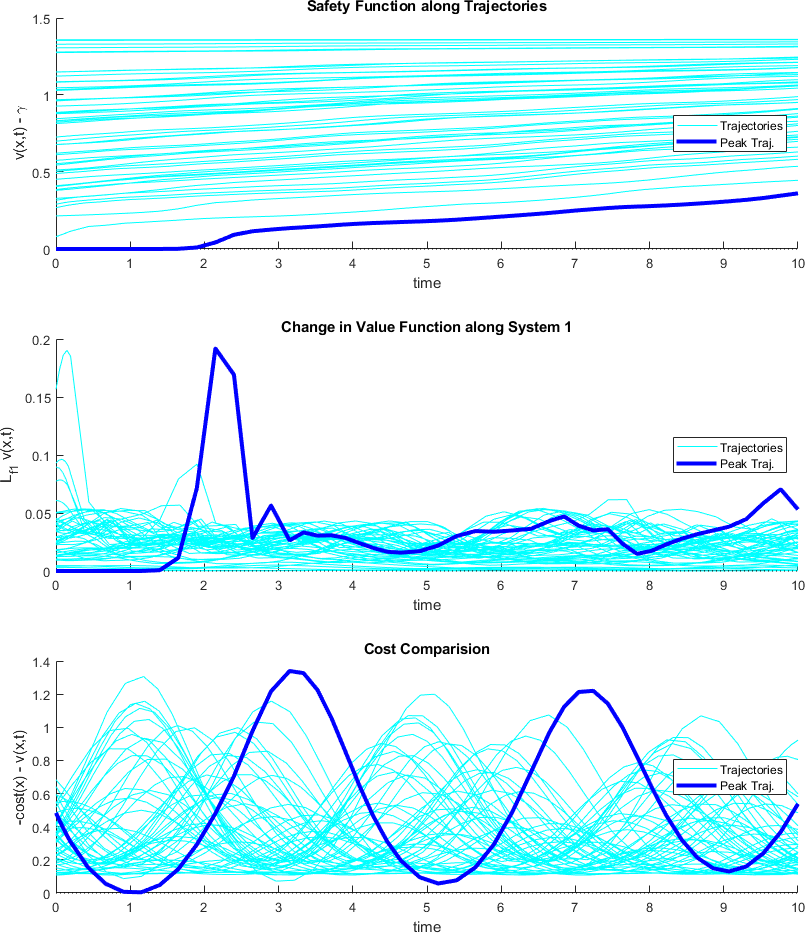 Safety Function along Trajectories
1.5
1
0.5
0
v(x,t) - γ
Trajectories
Peak Traj.
0 1 2 3 4 5 6 7 8 9 10
time
Change in Value Function along System 1
0.2
0.15
0.1
0.05
0
L_f1 v(x,t)
Trajectories
Peak Traj.
0 1 2 3 4 5 6 7 8 9 10
time
Cost Comparision
1.4
1.2
1
0.8
0.6
0.4
0.2
0
-cost(x) - v(x,t)
Trajectories
Peak Traj.
0 1 2 3 4 5 6 7 8 9 10
time